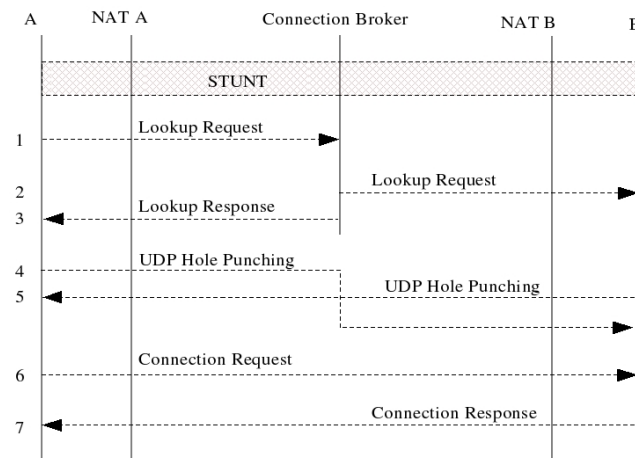 A
NAT A
Connection Broker
NAT B
STUNT
1
Lookup Request
2
Lookup Request
3
Lookup Response
4
UDP Hole Punching
5
UDP Hole Punching
6
Connection Request
7
Connection Response